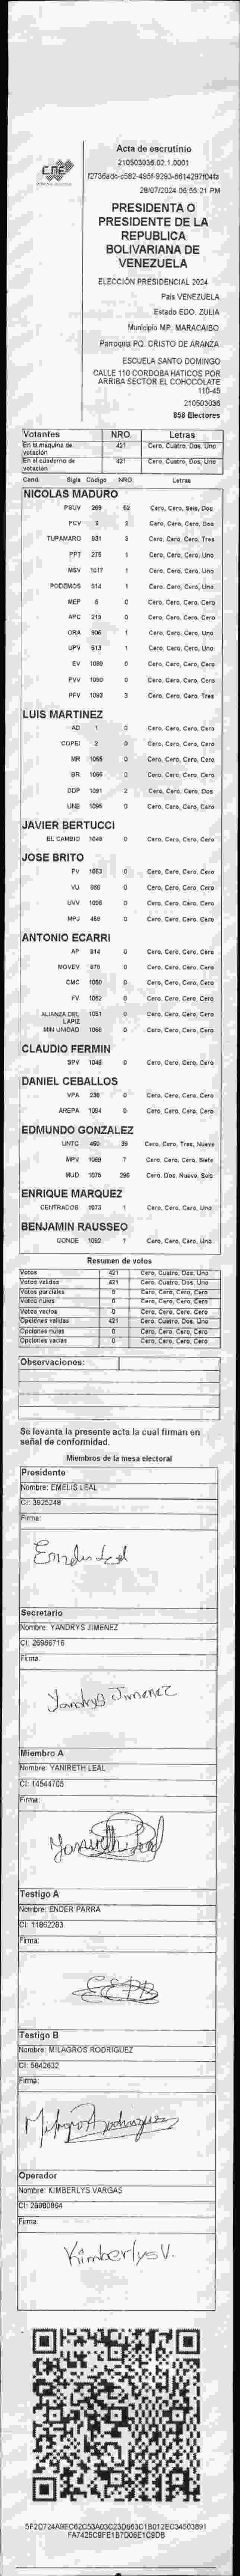 CNE
Acta de escrutinio
210503036.02.1.0001
28/07/2024 06:55:21 PM
PRESIDENTA O
PRESIDENTE DE LA
REPUBLICA
BOLIVARIANA DE
VENEZUELA
ELECCIÓN PRESIDENCIAL 2024
País VENEZUELA
Estado EDO. ZULIA
Municipio MP. MARACAIBO
Parroquia PQ. CRISTO DE ARANZA
ESCUELA SANTO DOMINGO
CALLE 110 CORDOBA HATICOS POR
ARRIBA SECTOR EL COHOCOLATE
110-45
210503036
858 Electores
Votantes NRO. Letras
En la máquina de votación 421 Cero, Cuatro, Dos, Uno
En el cuaderno de votación 421 Cero, Cuatro, Dos, Uno
Cand Sigla Código NRO. Letras
NICOLAS MADURO
PSUV 269 62 Cero, Cero, Seis, Dos
PCV 9 2 Cero, Cero, Cero, Dos
TUPAMARO 931 3 Cero, Cero, Cero, Tres
PPT 275 1 Cero, Cero, Cero, Uno
MSV 1017 1 Cero, Cero, Cero, Uno
PODEMOS 514 1 Cero, Cero, Cero, Uno
MEP 6 0 Cero, Cero, Cero, Cero
APC 219 0 Cero, Cero, Cero, Cero
ORA 906 1 Cero, Cero, Cero, Uno
UPV 613 1 Cero, Cero, Cero, Uno
EV 1089 0 Cero, Cero, Cero, Cero
PVV 1090 0 Cero, Cero, Cero, Cero
PFV 1093 3 Cero, Cero, Cero, Tres
LUIS MARTINEZ
AD 1 0 Cero, Cero, Cero, Cero
COPEI 2 0 Cero, Cero, Cero, Cero
MR 1065 0 Cero, Cero, Cero, Cero
BR 1066 0 Cero, Cero, Cero, Cero
DDP 1091 2 Cero, Cero, Cero, Dos
UNE 1095 0 Cero, Cero, Cero, Cero
JAVIER BERTUCCI
EL CAMBIO 1048 0 Cero, Cero, Cero, Cero
JOSE BRITO
PV 1053 0 Cero, Cero, Cero, Cero
VU 866 0 Cero, Cero, Cero, Cero
UVV 1096 0 Cero, Cero, Cero, Cero
MPJ 458 0 Cero, Cero, Cero, Cero
ANTONIO ECARRI
AP 814 0 Cero, Cero, Cero, Cero
MOVEV 679 0 Cero, Cero, Cero, Cero
CMC 1050 0 Cero, Cero, Cero, Cero
FV 1052 0 Cero, Cero, Cero, Cero
ALIANZA DEL LAPIZ 1051 0 Cero, Cero, Cero, Cero
MIN UNIDAD 1068 0 Cero, Cero, Cero, Cero
CLAUDIO FERMIN
SPV 1049 0 Cero, Cero, Cero, Cero
DANIEL CEBALLOS
VPA 236 0 Cero, Cero, Cero, Cero
AREPA 1094 0 Cero, Cero, Cero, Cero
EDMUNDO GONZALEZ
UNTC 460 39 Cero, Cero, Tres, Nueve
MPV 1069 7 Cero, Cero, Cero, Siete
MUD 1075 296 Cero, Dos, Nueve, Seis
ENRIQUE MARQUEZ
CENTRADOS 1073 1 Cero, Cero, Cero, Uno
BENJAMIN RAUSSEO
CONDE 1092 1 Cero, Cero, Cero, Uno
Resumen de votos
Votos 421 Cero, Cuatro, Dos, Uno
Votos validos 421 Cero, Cuatro, Dos, Uno
Votos parciales 0 Cero, Cero, Cero, Cero
Votos nulos 0 Cero, Cero, Cero, Cero
Votos vacios 0 Cero, Cero, Cero, Cero
Opciones validas 421 Cero, Cuatro, Dos, Uno
Opciones nulas 0 Cero, Cero, Cero, Cero
Opciones vacias 0 Cero, Cero, Cero, Cero
Observaciones:
Se levanta la presente acta la cual firman en
señal de conformidad.
Miembros de la mesa electoral
Presidente
Nombre: EMELIS LEAL
CI: 3925248
Firma:
Emelis Leal
Secretario
Nombre: YANDRYS JIMENEZ
CI: 26966716
Firma:
Yandrys Jimenez
Miembro A
Nombre: YANIRETH LEAL
CI: 14544705
Firma:
Yanireth Leal
Testigo A
Nombre: ENDER PARRA
CI: 11862283
Firma:
Testigo B
Nombre: MILAGROS RODRIGUEZ
CI: 5842632
Firma:
Milagros Rodriguez
Operador
Nombre: KIMBERLYS VARGAS
CI: 28980864
Firma:
Kimberlys V.